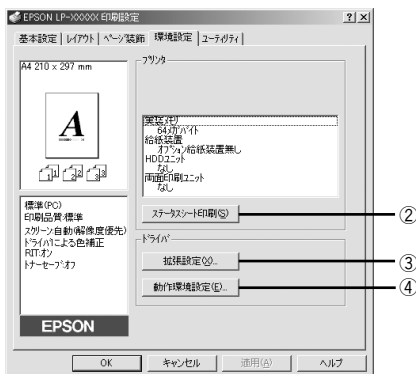 EPSON LP-XXXXX 印刷設定
? ×
基本設定 レイアウト ページ装飾 環境設定 ユーティリティ
A4 210 x 297 mm
A
1 1 2 2 3 3
標準(PC)
印刷品質:標準
スクリーン:自動(解像度優先)
ドライバによる色補正
RIT:オン
トナーセーブ:オフ
EPSON
プリンタ
実装メモリ
64メガバイト
給紙装置
オプション給紙装置無し
HDDユニット
なし
両面印刷ユニット
なし
ステータスシート印刷(S)
②
ドライバ
拡張設定(X)...
③
動作環境設定(E)...
④
OK キャンセル 適用(A) ヘルプ